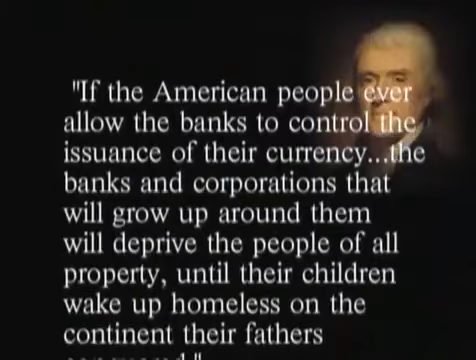 "If the American people ever
allow the banks to control the
issuance of their currency...the
banks and corporations that
will grow up around them
will deprive the people of all
property, until their children
wake up homeless on the
continent their fathers